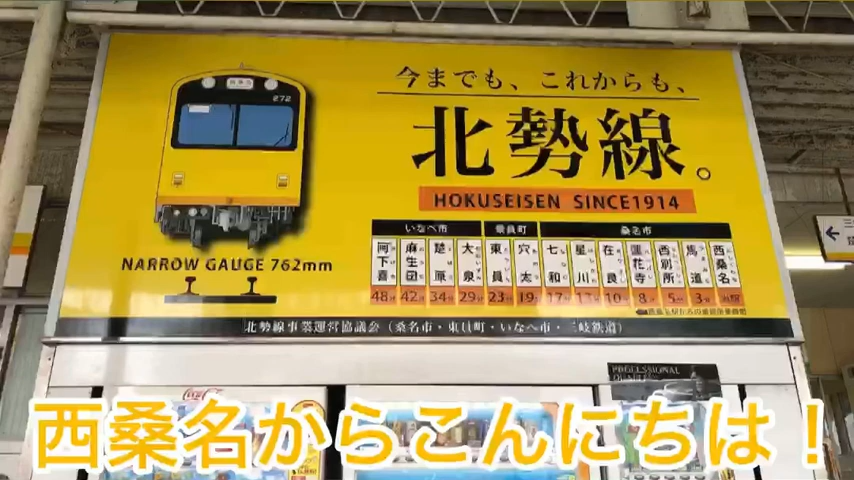 今までも、これからも、
北勢線。
HOKUSEISEN SINCE1914
272
NARROW GAUGE 762mm
いなべ市 東員町 桑名市
阿下喜 麻生田 楚原 大泉 東員 穴太 七和 星川 在良 蓮花寺 西別所 馬道 西桑名
48分 42分 34分 29分 23分 19分 17分 13分 10分 8分 5分 3分
北勢線事業運営協議会（桑名市・東員町・いなべ市・三岐鉄道）
PROFESSIONAL
西桑名からこんにちは！